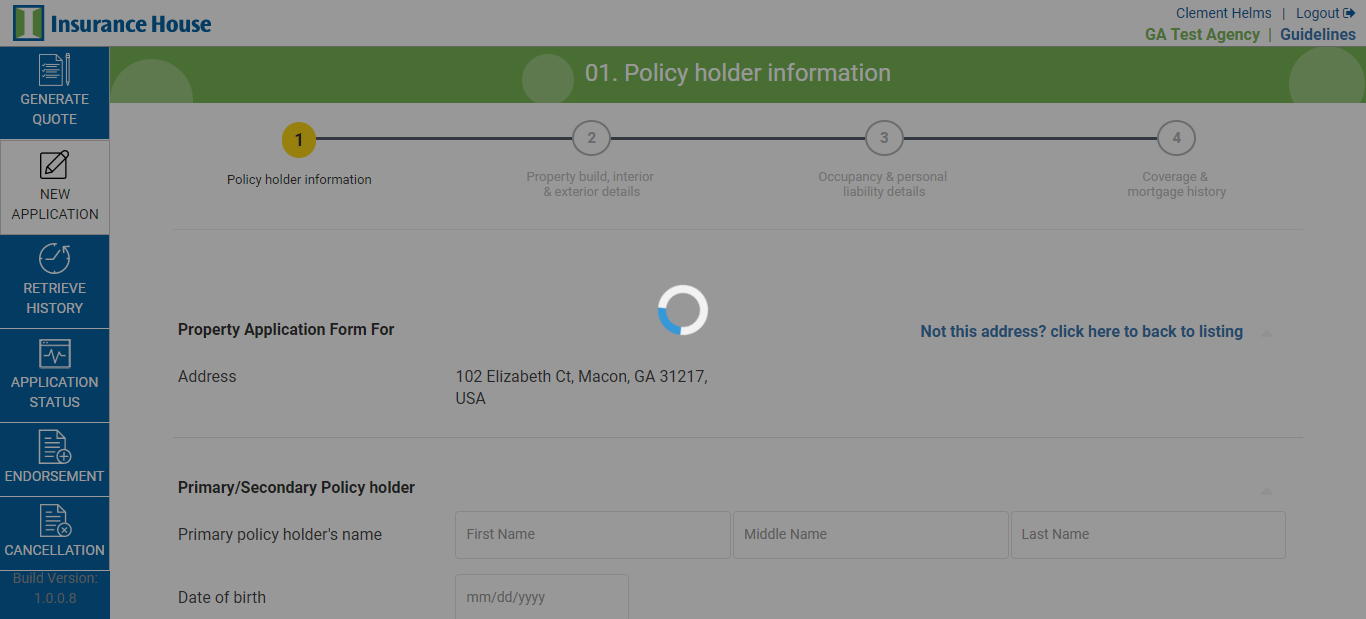 Insurance House
Clement Helms | Logout
GA Test Agency | Guidelines
GENERATE
QUOTE
NEW
APPLICATION
RETRIEVE
HISTORY
APPLICATION
STATUS
ENDORSEMENT
CANCELLATION
Build Version:
1.0.0.8
01. Policy holder information
1
2
3
4
Policy holder information
Property build, interior
& exterior details
Occupancy & personal
liability details
Coverage &
mortgage history
Property Application Form For
Not this address? click here to back to listing
Address
102 Elizabeth Ct, Macon, GA 31217,
USA
Primary/Secondary Policy holder
Primary policy holder's name
First Name
Middle Name
Last Name
Date of birth
mm/dd/yyyy